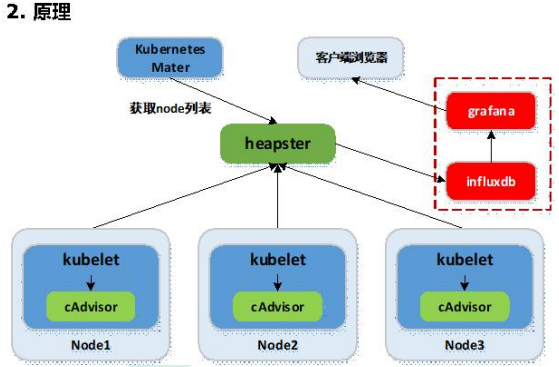 2. 原理
Kubernetes
Mater
客户端浏览器
获取node列表
grafana
heapster
influxdb
kubelet
cAdvisor
Node1
kubelet
cAdvisor
Node2
kubelet
cAdvisor
Node3